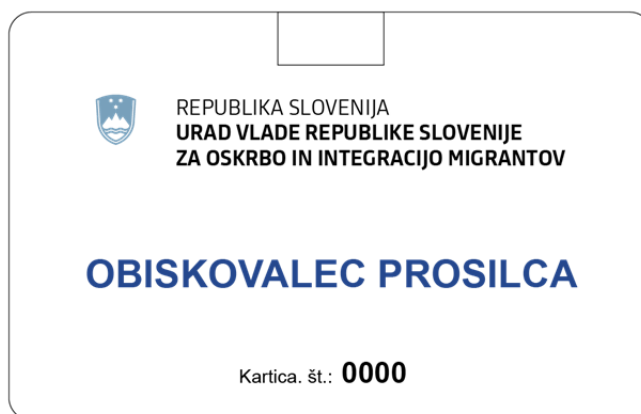 REPUBLIKA SLOVENIJA
URAD VLADE REPUBLIKE SLOVENIJE
ZA OSKRBO IN INTEGRACIJO MIGRANTOV
OBISKOVALEC PROSILCA
Kartica. št.: 0000